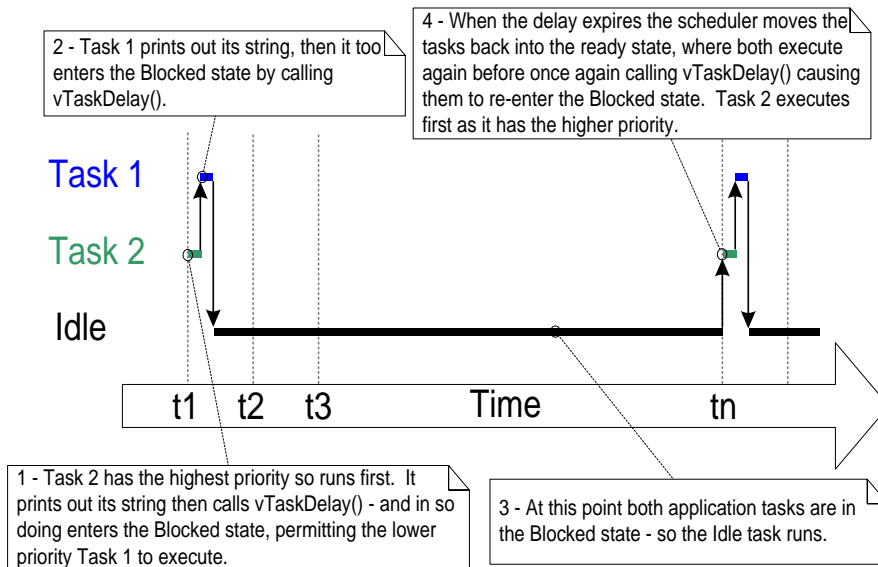 2 - Task 1 prints out its string, then it too
enters the Blocked state by calling
vTaskDelay().
4 - When the delay expires the scheduler moves the
tasks back into the ready state, where both execute
again before once again calling vTaskDelay() causing
them to re-enter the Blocked state.  Task 2 executes
first as it has the higher priority.
Task 1
Task 2
Idle
t1 t2 t3 Time tn
1 - Task 2 has the highest priority so runs first.  It
prints out its string then calls vTaskDelay() - and in so
doing enters the Blocked state, permitting the lower
priority Task 1 to execute.
3 - At this point both application tasks are in
the Blocked state - so the Idle task runs.